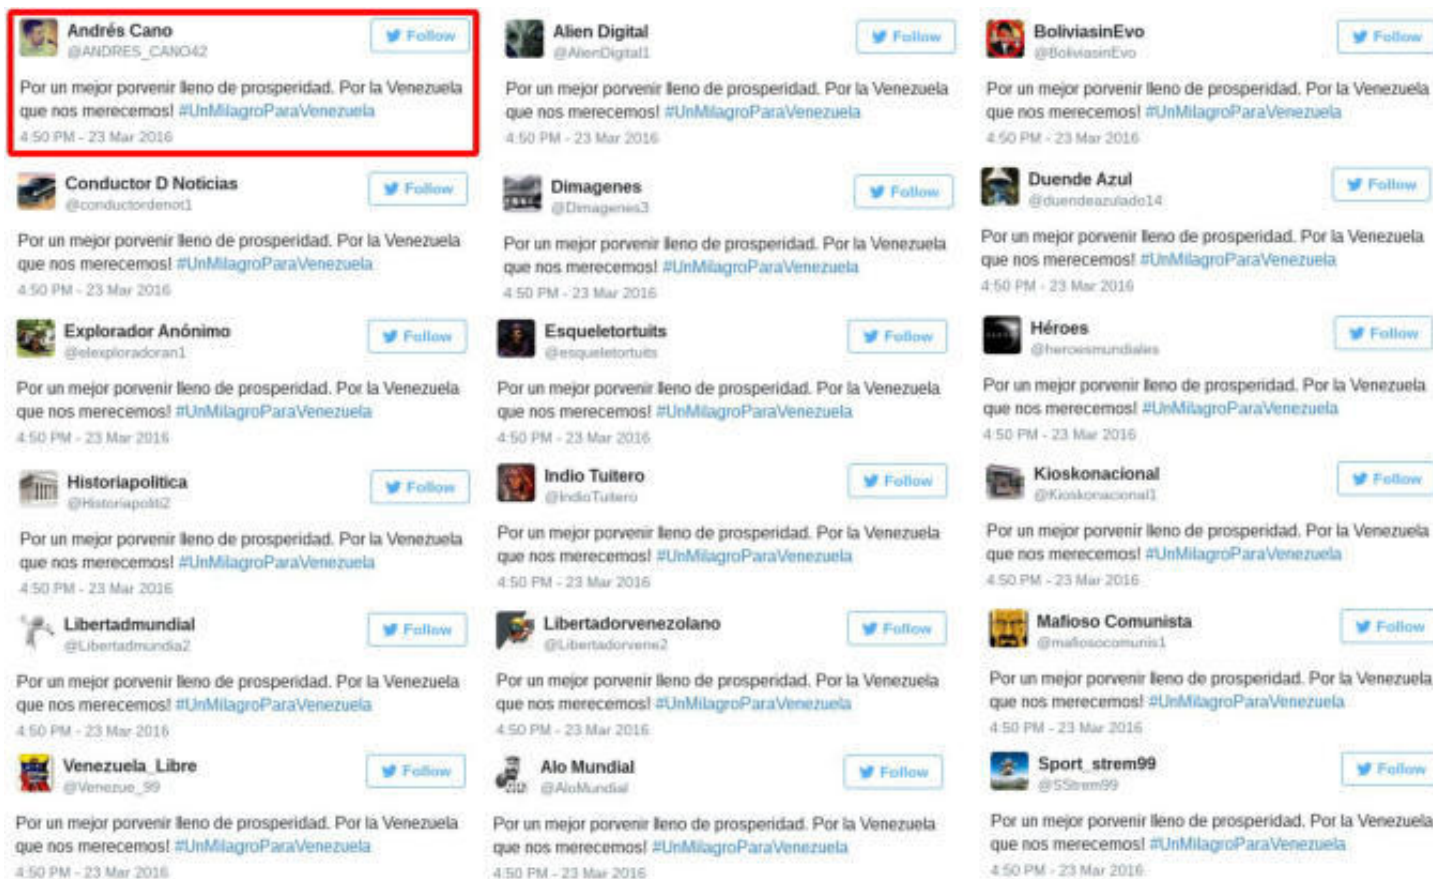 Andrés Cano
@ANDRES_CANO42
Follow
Por un mejor porvenir lleno de prosperidad. Por la Venezuela
que nos merecemos! #UnMilagroParaVenezuela
4:50 PM - 23 Mar 2016
Alien Digital
@AlienDigital1
Follow
Por un mejor porvenir lleno de prosperidad. Por la Venezuela
que nos merecemos! #UnMilagroParaVenezuela
4:50 PM - 23 Mar 2016
BoliviasinEvo
@BoliviasinEvo
Follow
Por un mejor porvenir lleno de prosperidad. Por la Venezuela
que nos merecemos! #UnMilagroParaVenezuela
4:50 PM - 23 Mar 2016
Conductor D Noticias
@conductordenot1
Follow
Por un mejor porvenir lleno de prosperidad. Por la Venezuela
que nos merecemos! #UnMilagroParaVenezuela
4:50 PM - 23 Mar 2016
Dimagenes
@Dimagenes3
Follow
Por un mejor porvenir lleno de prosperidad. Por la Venezuela
que nos merecemos! #UnMilagroParaVenezuela
4:50 PM - 23 Mar 2016
Duende Azul
@duendeazulado14
Follow
Por un mejor porvenir lleno de prosperidad. Por la Venezuela
que nos merecemos! #UnMilagroParaVenezuela
4:50 PM - 23 Mar 2016
Explorador Anónimo
@elexploradoran1
Follow
Por un mejor porvenir lleno de prosperidad. Por la Venezuela
que nos merecemos! #UnMilagroParaVenezuela
4:50 PM - 23 Mar 2016
Esqueletortuits
@esqueletortuits
Follow
Por un mejor porvenir lleno de prosperidad. Por la Venezuela
que nos merecemos! #UnMilagroParaVenezuela
4:50 PM - 23 Mar 2016
Héroes
@heroesmundiales
Follow
Por un mejor porvenir lleno de prosperidad. Por la Venezuela
que nos merecemos! #UnMilagroParaVenezuela
4:50 PM - 23 Mar 2016
Historiapolitica
@Historiapoliti2
Follow
Por un mejor porvenir lleno de prosperidad. Por la Venezuela
que nos merecemos! #UnMilagroParaVenezuela
4:50 PM - 23 Mar 2016
Indio Tuitero
@IndioTuitero
Follow
Por un mejor porvenir lleno de prosperidad. Por la Venezuela
que nos merecemos! #UnMilagroParaVenezuela
4:50 PM - 23 Mar 2016
Kioskonacional
@Kioskonacional1
Follow
Por un mejor porvenir lleno de prosperidad. Por la Venezuela
que nos merecemos! #UnMilagroParaVenezuela
4:50 PM - 23 Mar 2016
Libertadmundial
@Libertadmundia2
Follow
Por un mejor porvenir lleno de prosperidad. Por la Venezuela
que nos merecemos! #UnMilagroParaVenezuela
4:50 PM - 23 Mar 2016
Libertadorvenezolano
@Libertadorvene2
Follow
Por un mejor porvenir lleno de prosperidad. Por la Venezuela
que nos merecemos! #UnMilagroParaVenezuela
4:50 PM - 23 Mar 2016
Mafioso Comunista
@mafiosocomunis1
Follow
Por un mejor porvenir lleno de prosperidad. Por la Venezuela
que nos merecemos! #UnMilagroParaVenezuela
4:50 PM - 23 Mar 2016
Venezuela_Libre
@Venezue_99
Follow
Por un mejor porvenir lleno de prosperidad. Por la Venezuela
que nos merecemos! #UnMilagroParaVenezuela
4:50 PM - 23 Mar 2016
Alo Mundial
@AloMundial
Follow
Por un mejor porvenir lleno de prosperidad. Por la Venezuela
que nos merecemos! #UnMilagroParaVenezuela
4:50 PM - 23 Mar 2016
Sport_strem99
@SStrem99
Follow
Por un mejor porvenir lleno de prosperidad. Por la Venezuela
que nos merecemos! #UnMilagroParaVenezuela
4:50 PM - 23 Mar 2016